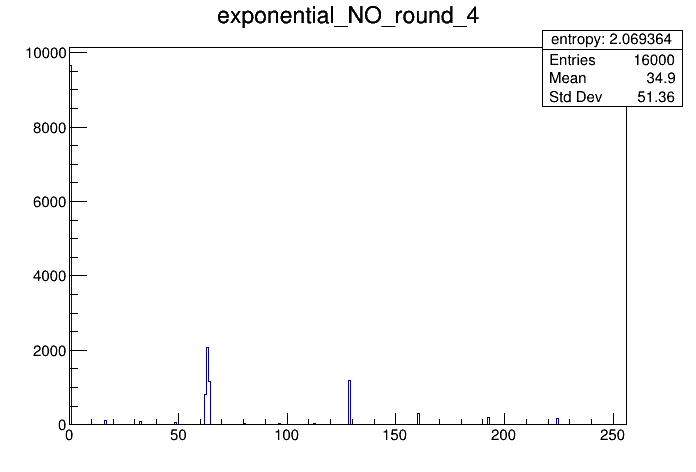 exponential_NO_round_4
entropy: 2.069364
Entries 16000
Mean 34.9
Std Dev 51.36
10000
8000
6000
4000
2000
0
0 50 100 150 200 250